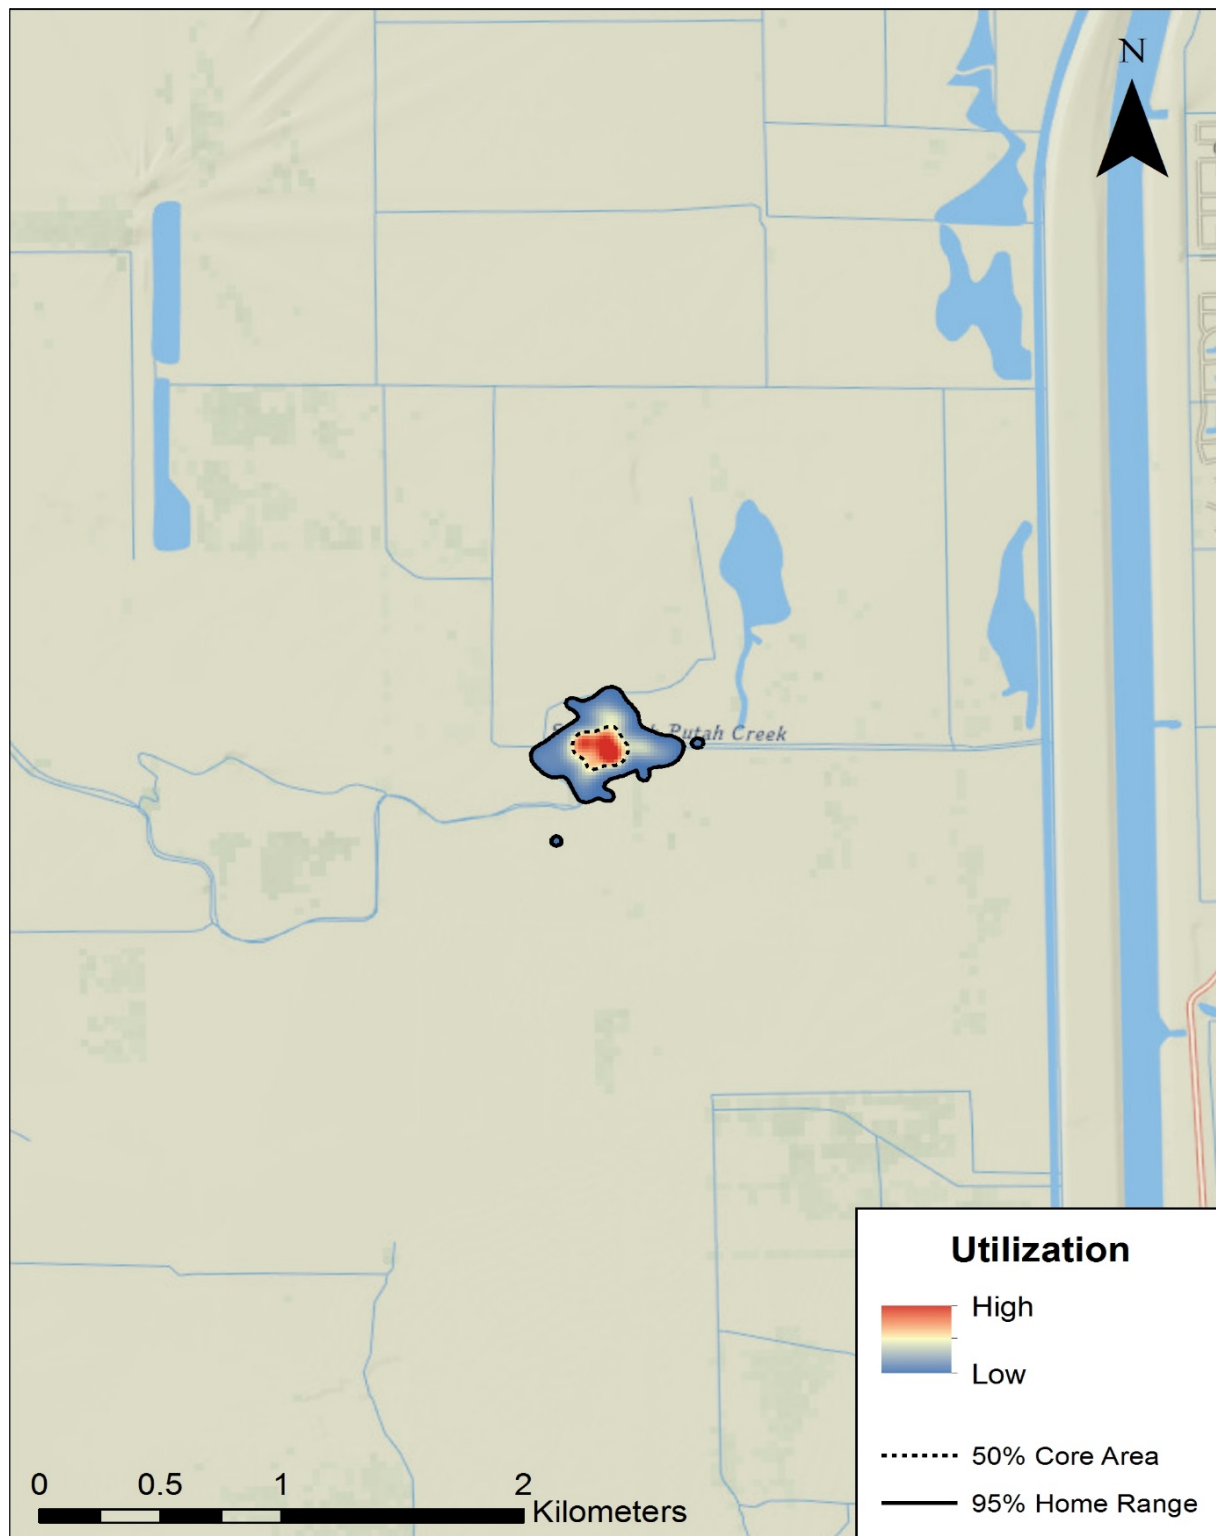 N
Putah Creek
Utilization
High
Low
50% Core Area
95% Home Range
0 0.5 1 2
Kilometers